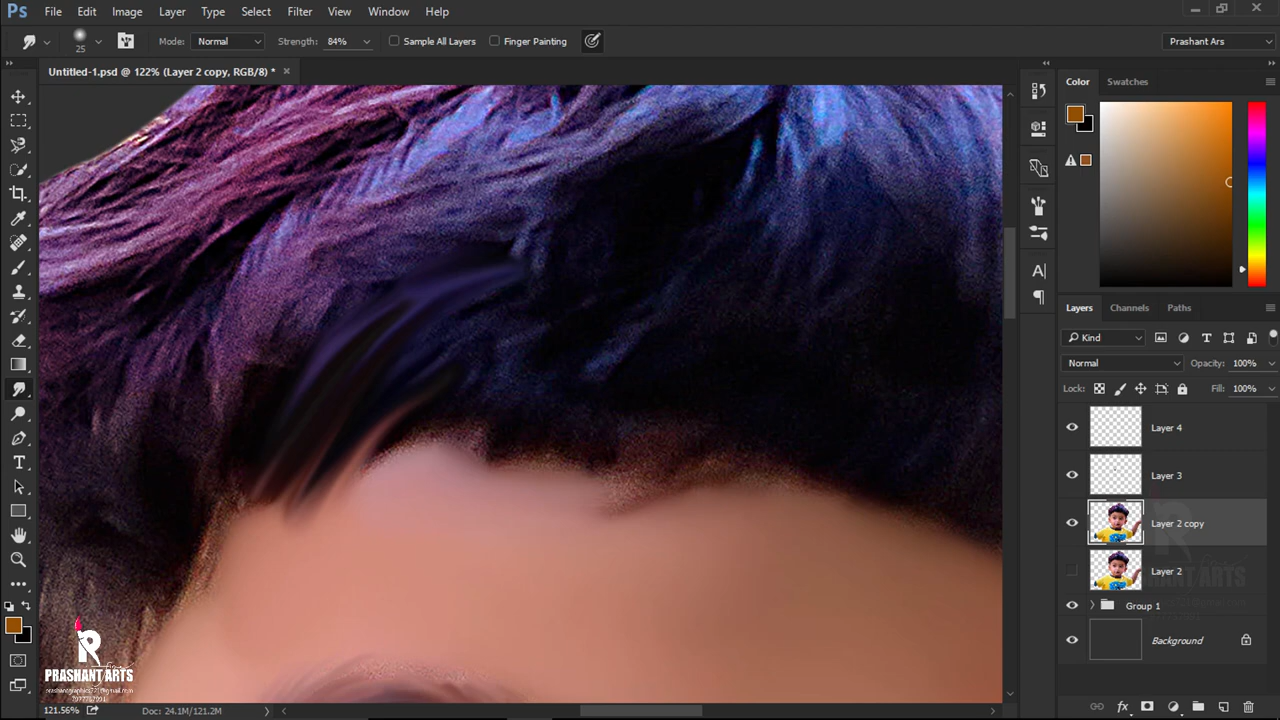 Ps File Edit Image Layer Type Select Filter View Window Help
25 Mode: Normal Strength: 84% Sample All Layers Finger Painting Prashant Ars
Untitled-1.psd @ 122% (Layer 2 copy, RGB/8) * ×
Color Swatches
Layers Channels Paths
Kind
Normal Opacity: 100%
Lock: Fill: 100%
Layer 4
Layer 3
Layer 2 copy
Layer 2
Group 1
Background
PRASHANT ARTS
121.56% Doc: 24.1M/121.2M